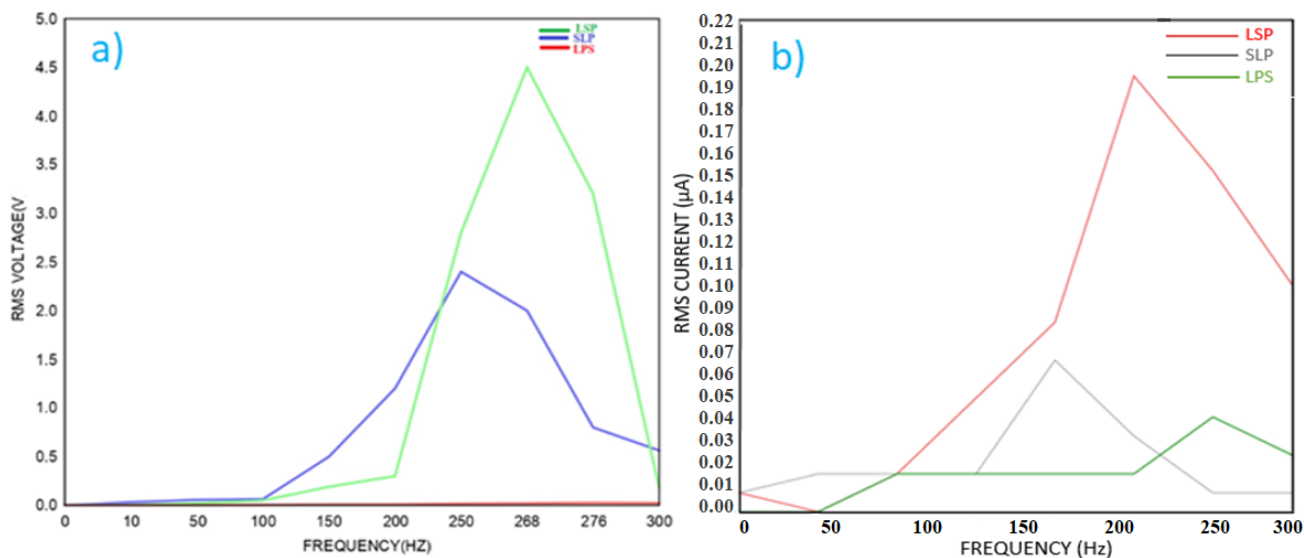 a)
LSP
SLP
LPS
5.0
4.5
4.0
3.5
3.0
2.5
2.0
1.5
1.0
0.5
0.0
RMS VOLTAGE(V
0 10 50 100 150 200 250 268 276 300
FREQUENCY(HZ)
b)
LSP
SLP
LPS
0.22
0.21
0.20
0.19
0.18
0.17
0.16
0.15
0.14
0.13
0.12
0.11
0.10
0.09
0.08
0.07
0.06
0.04
0.03
0.02
0.01
0.00
RMS CURRENT (µA)
0 50 100 150 200 250 300
FREQUENCY (Hz)